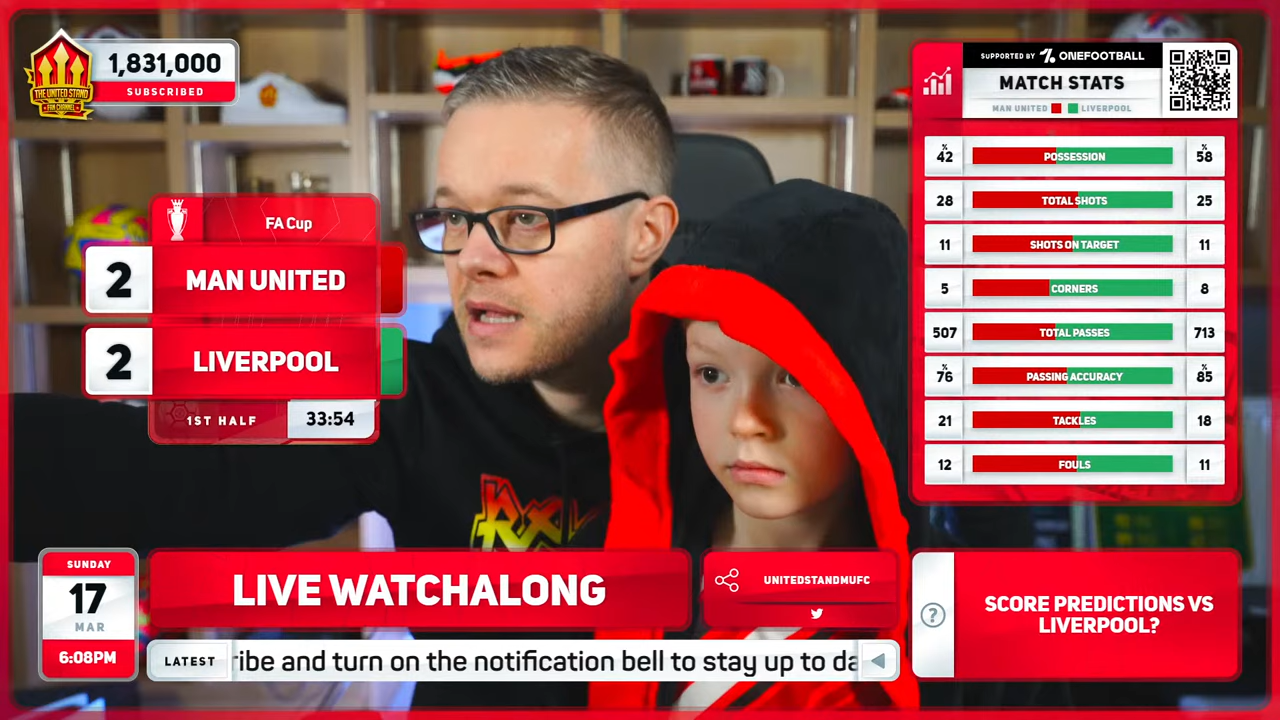 1,831,000
SUBSCRIBED
THE UNITED STAND
FAN CHANNEL
FA Cup
2 MAN UNITED
2 LIVERPOOL
1ST HALF 33:54
SUPPORTED BY ONEFOOTBALL
MATCH STATS
MAN UNITED LIVERPOOL
% %
42 POSSESSION 58
28 TOTAL SHOTS 25
11 SHOTS ON TARGET 11
5 CORNERS 8
507 TOTAL PASSES 713
% %
76 PASSING ACCURACY 85
21 TACKLES 18
12 FOULS 11
SUNDAY
17
MAR
6:08PM
LIVE WATCHALONG
UNITEDSTANDMUFC
LATEST ribe and turn on the notification bell to stay up to da
?
SCORE PREDICTIONS VS
LIVERPOOL?